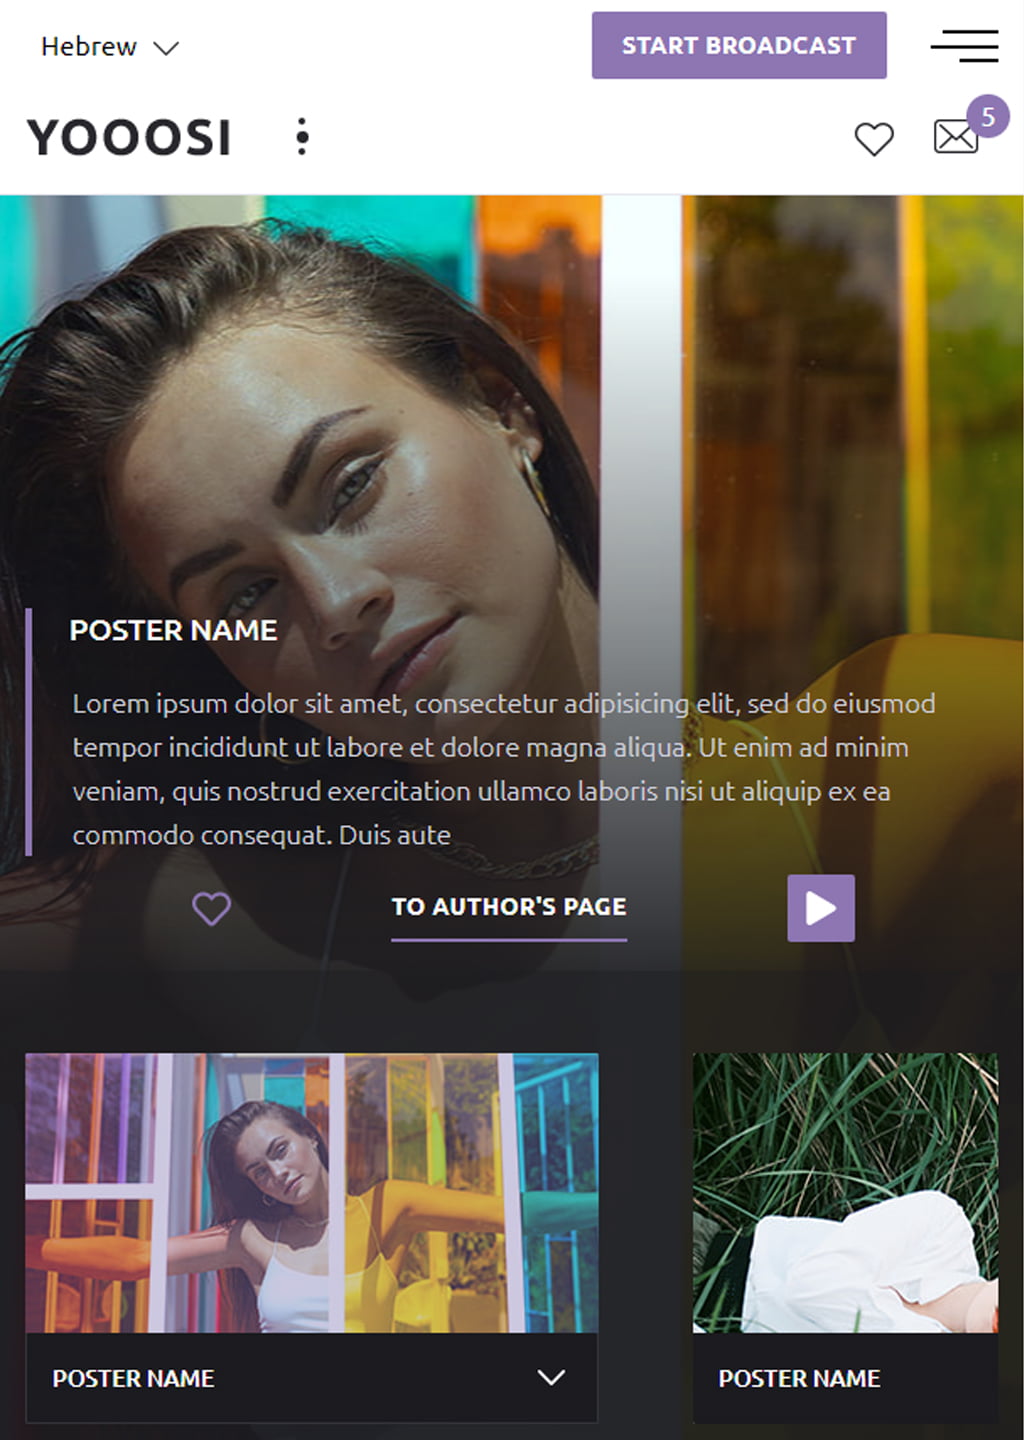 Hebrew
START BROADCAST
YOOOSI
5
POSTER NAME
Lorem ipsum dolor sit amet, consectetur adipisicing elit, sed do eiusmod
tempor incididunt ut labore et dolore magna aliqua. Ut enim ad minim
veniam, quis nostrud exercitation ullamco laboris nisi ut aliquip ex ea
commodo consequat. Duis aute
TO AUTHOR'S PAGE
POSTER NAME
POSTER NAME